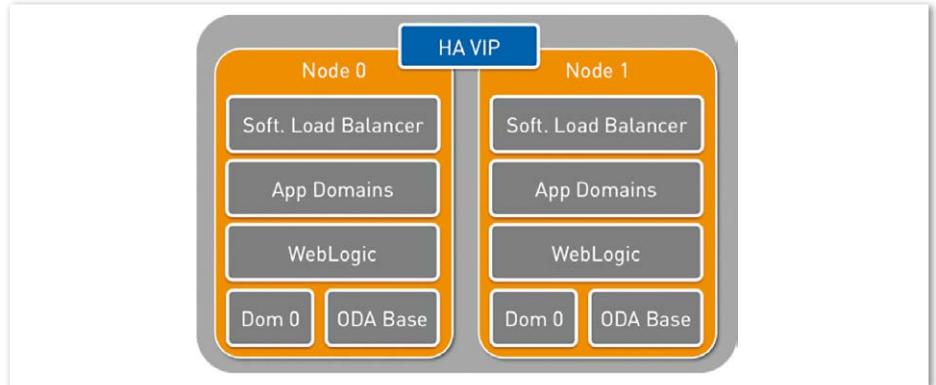 HA VIP
Node 0
Soft. Load Balancer
App Domains
WebLogic
Dom 0
ODA Base
Node 1
Soft. Load Balancer
App Domains
WebLogic
Dom 0
ODA Base